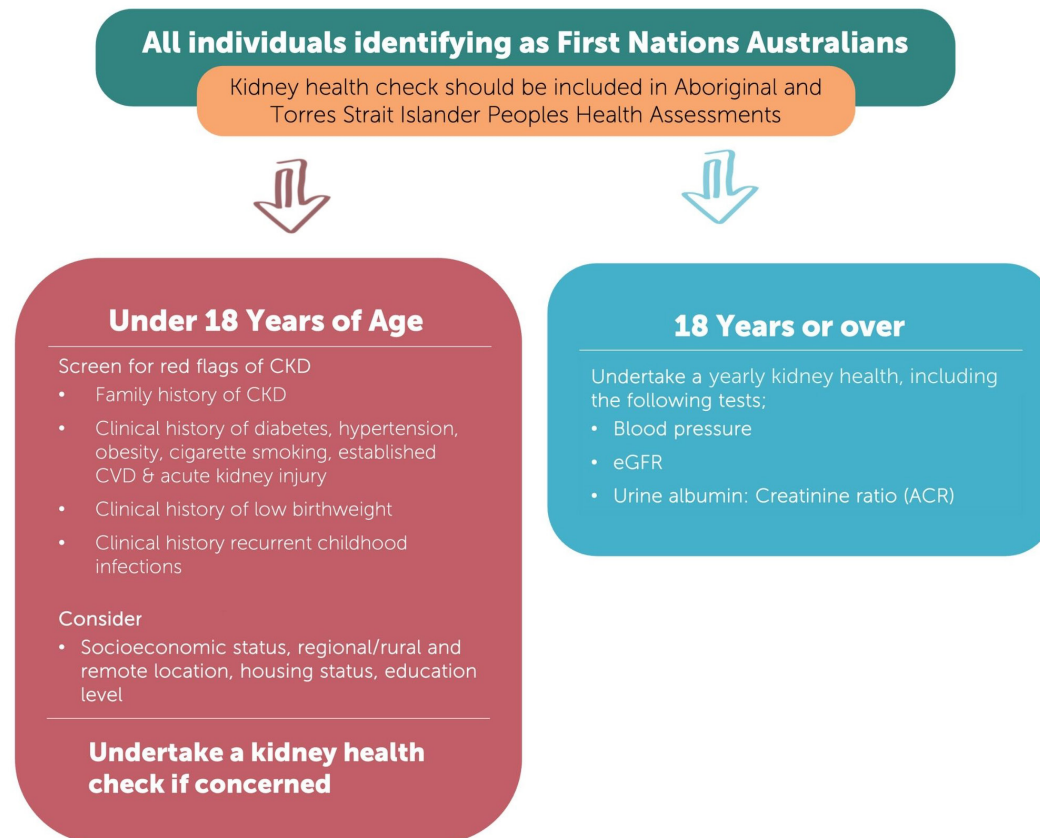 All individuals identifying as First Nations Australians
Kidney health check should be included in Aboriginal and
Torres Strait Islander Peoples Health Assessments
Under 18 Years of Age
Screen for red flags of CKD
• Family history of CKD
• Clinical history of diabetes, hypertension,
obesity, cigarette smoking, established
CVD & acute kidney injury
• Clinical history of low birthweight
• Clinical history recurrent childhood
infections
Consider
• Socioeconomic status, regional/rural and
remote location, housing status, education
level
Undertake a kidney health
check if concerned
18 Years or over
Undertake a yearly kidney health, including
the following tests;
• Blood pressure
• eGFR
• Urine albumin: Creatinine ratio (ACR)